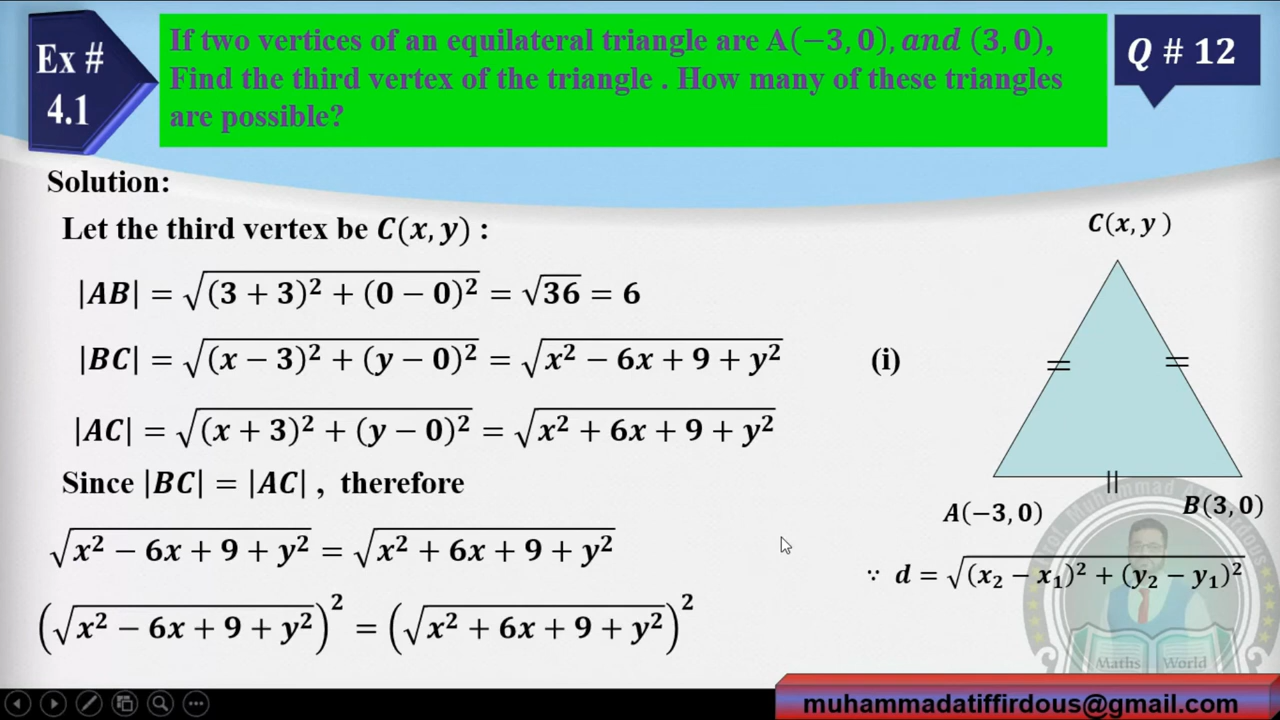 Ex #
4.1
If two vertices of an equilateral triangle are A(−3, 0), and (3, 0),
Find the third vertex of the triangle . How many of these triangles
are possible?
Q # 12
Solution:
Let the third vertex be C(x, y) :
|AB| = √((3 + 3)² + (0 − 0)²) = √36 = 6
|BC| = √((x − 3)² + (y − 0)²) = √(x² − 6x + 9 + y²) (i)
|AC| = √((x + 3)² + (y − 0)²) = √(x² + 6x + 9 + y²)
Since |BC| = |AC| , therefore
√(x² − 6x + 9 + y²) = √(x² + 6x + 9 + y²)
(√(x² − 6x + 9 + y²))² = (√(x² + 6x + 9 + y²))²
C(x, y )
A(−3, 0)
B(3, 0)
∵ d = √((x₂ − x₁)² + (y₂ − y₁)²)
Maths World
muhammadatiffirdous@gmail.com